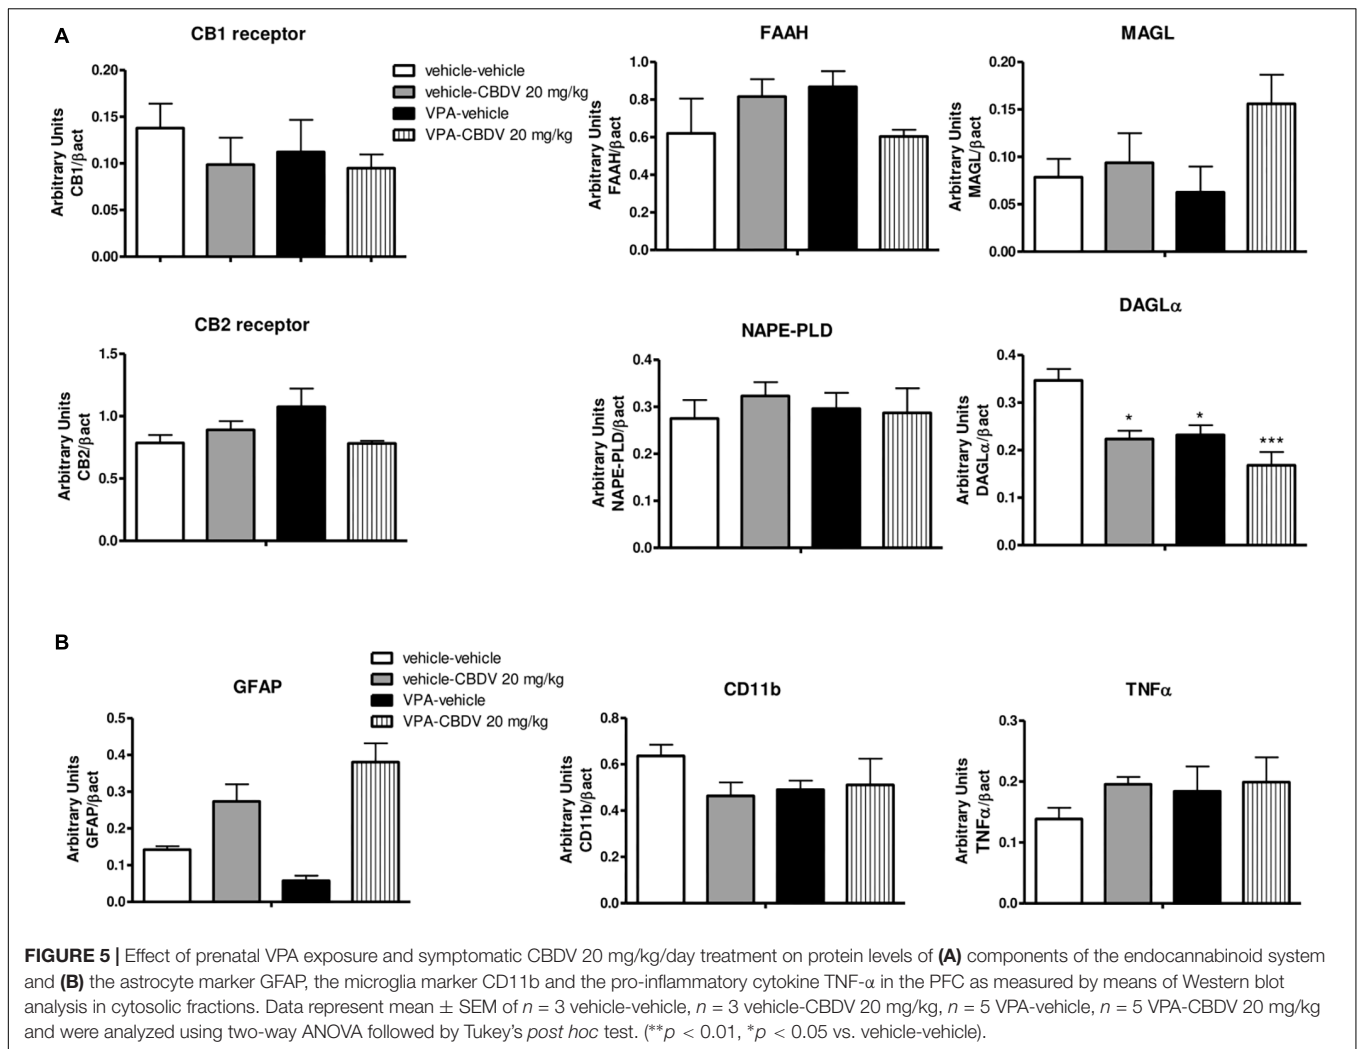 A
CB1 receptor
Arbitrary Units
CB1/βact
0.20
0.15
0.10
0.05
0.00
vehicle-vehicle
vehicle-CBDV 20 mg/kg
VPA-vehicle
VPA-CBDV 20 mg/kg
FAAH
Arbitrary Units
FAAH/βact
1.0
0.8
0.6
0.4
0.2
0.0
MAGL
Arbitrary Units
MAGL/βact
0.20
0.15
0.10
0.05
0.00
CB2 receptor
Arbitrary Units
CB2/βact
1.5
1.0
0.5
0.0
NAPE-PLD
Arbitrary Units
NAPE-PLD/βact
0.4
0.3
0.2
0.1
0.0
DAGLα
Arbitrary Units
DAGLα/βact
0.4
0.3
0.2
0.1
0.0
*
*
***
B
GFAP
Arbitrary Units
GFAP/βact
0.5
0.4
0.3
0.2
0.1
0.0
vehicle-vehicle
vehicle-CBDV 20 mg/kg
VPA-vehicle
VPA-CBDV 20 mg/kg
CD11b
Arbitrary Units
CD11b/βact
0.8
0.6
0.4
0.2
0.0
TNFα
Arbitrary Units
TNFα/βact
0.3
0.2
0.1
0.0
FIGURE 5 | Effect of prenatal VPA exposure and symptomatic CBDV 20 mg/kg/day treatment on protein levels of (A) components of the endocannabinoid system
and (B) the astrocyte marker GFAP, the microglia marker CD11b and the pro-inflammatory cytokine TNF-α in the PFC as measured by means of Western blot
analysis in cytosolic fractions. Data represent mean ± SEM of n = 3 vehicle-vehicle, n = 3 vehicle-CBDV 20 mg/kg, n = 5 VPA-vehicle, n = 5 VPA-CBDV 20 mg/kg
and were analyzed using two-way ANOVA followed by Tukey's post hoc test. (**p < 0.01, *p < 0.05 vs. vehicle-vehicle).